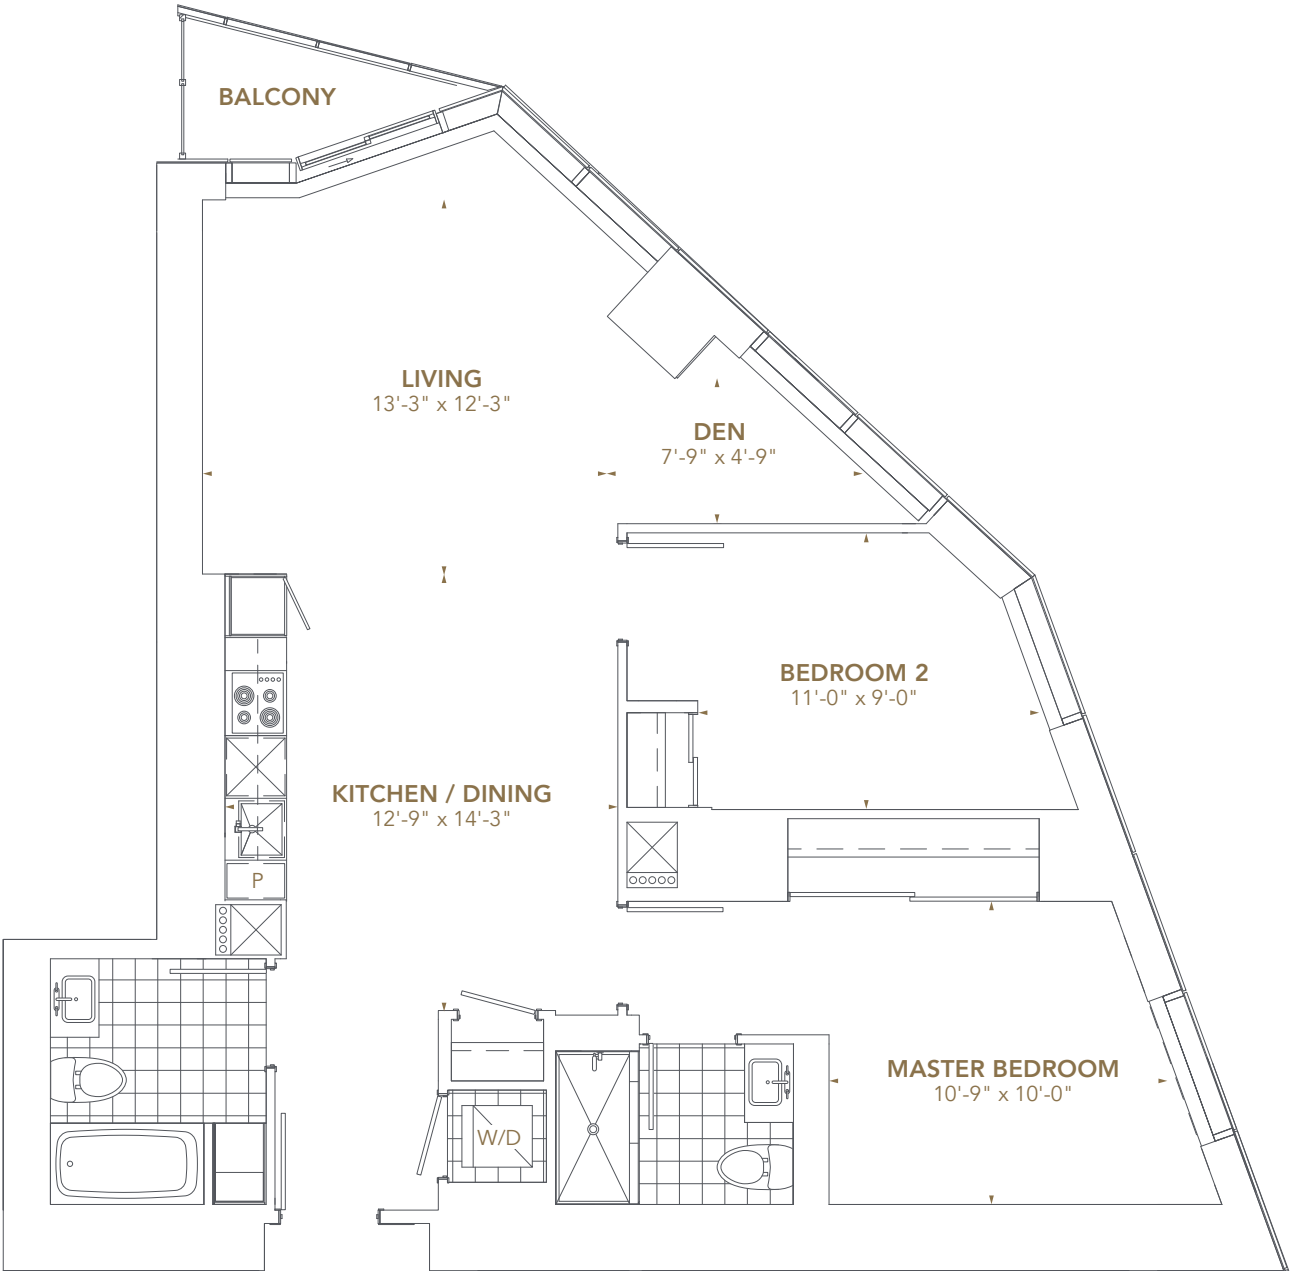 BALCONY
LIVING
13'-3" x 12'-3"
DEN
7'-9" x 4'-9"
BEDROOM 2
11'-0" x 9'-0"
KITCHEN / DINING
12'-9" x 14'-3"
P
MASTER BEDROOM
10'-9" x 10'-0"
W/D